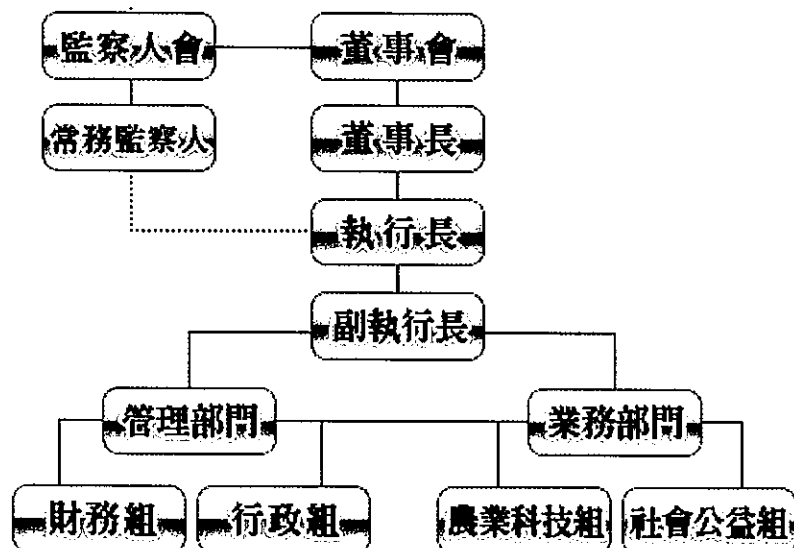 監察人會 董事會
常務監察人 董事長
執行長
副執行長
管理部門 業務部門
財務組 行政組 農業科技組 社會公益組